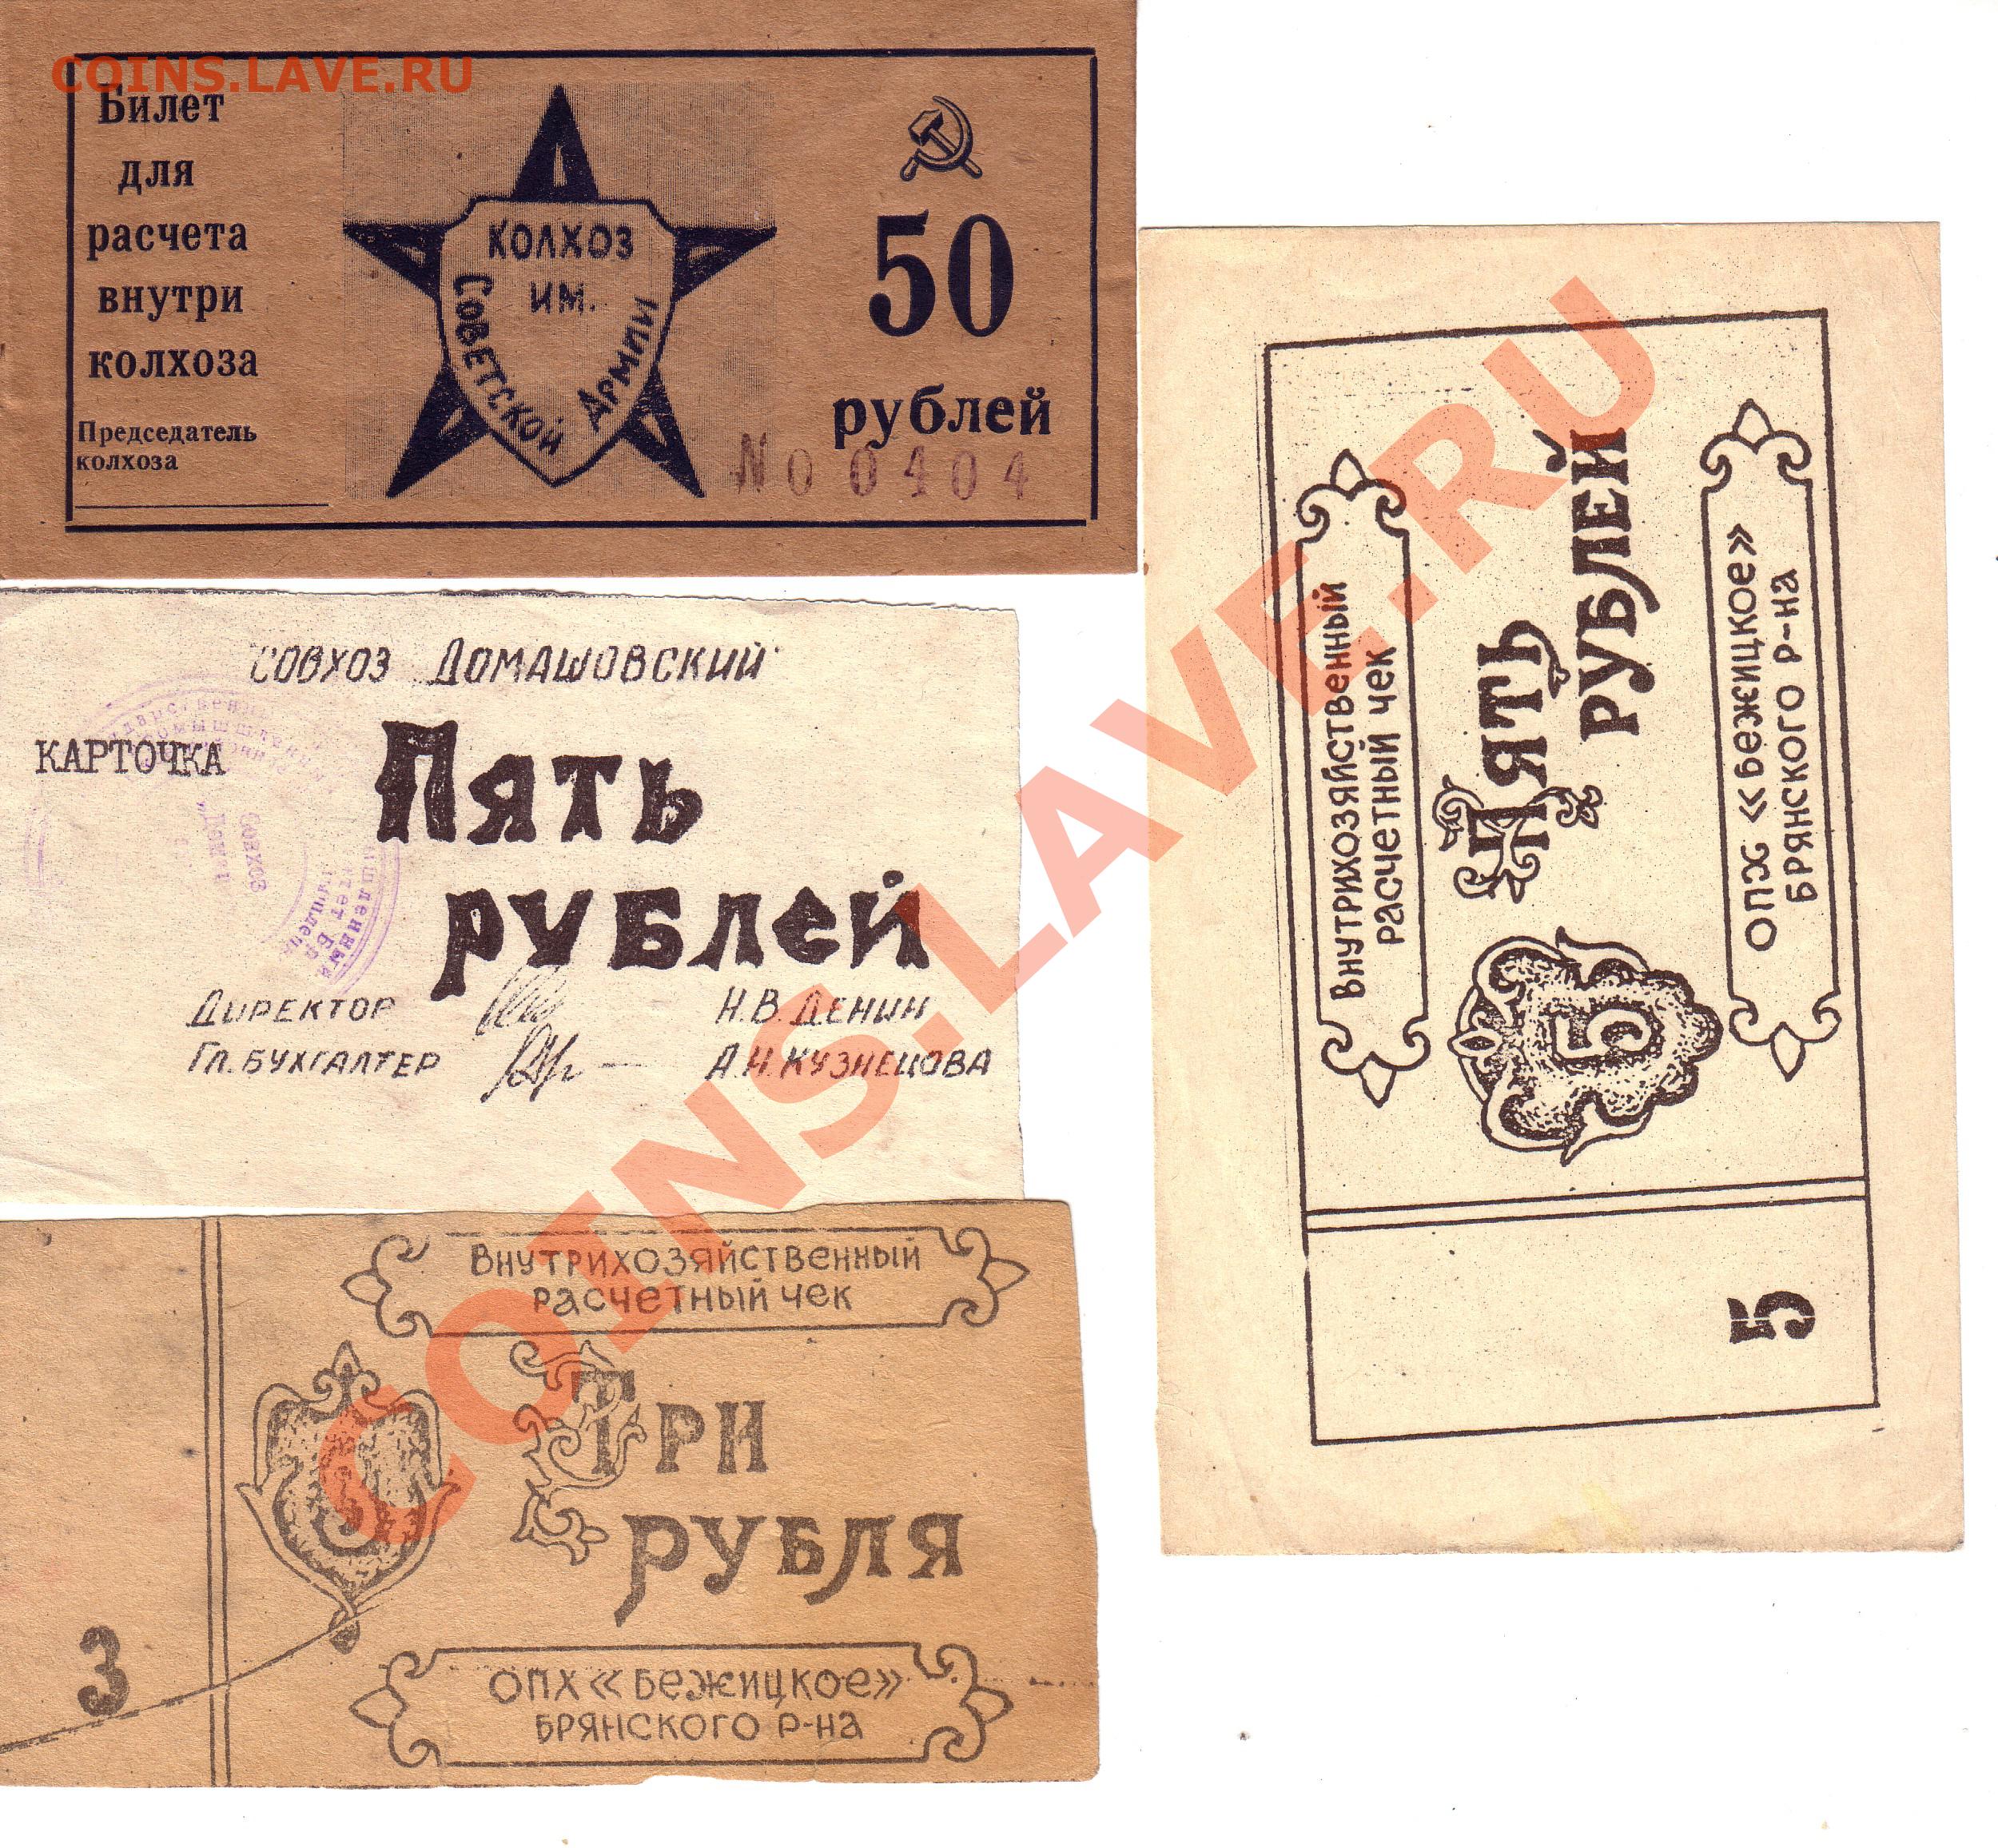 COINS.LAVE.RU
Билет
для
расчета
внутри
колхоза
Председатель
колхоза
КОЛХОЗ
ИМ.
СОВЕТСКОЙ АРМИИ
50
рублей
№ 00404
"СОВХОЗ ДОМАШОВСКИЙ"
КАРТОЧКА
ПЯТЬ
РУБЛЕЙ
Совхоз
ДИРЕКТОР Н.В. ДЕНИН
ГЛ. БУХГАЛТЕР А.Н. КУЗНЕЦОВА
ВНУТРИХОЗЯЙСТВЕННЫЙ
РАСЧЕТНЫЙ ЧЕК
ТРИ
РУБЛЯ
3
3
ОПХ «БЕЖИЦКОЕ»
БРЯНСКОГО Р-НА
ВНУТРИХОЗЯЙСТВЕННЫЙ
РАСЧЕТНЫЙ ЧЕК
ПЯТЬ
РУБЛЕЙ
5
5
ОПХ «БЕЖИЦКОЕ»
БРЯНСКОГО Р-НА
COINS.LAVE.RU